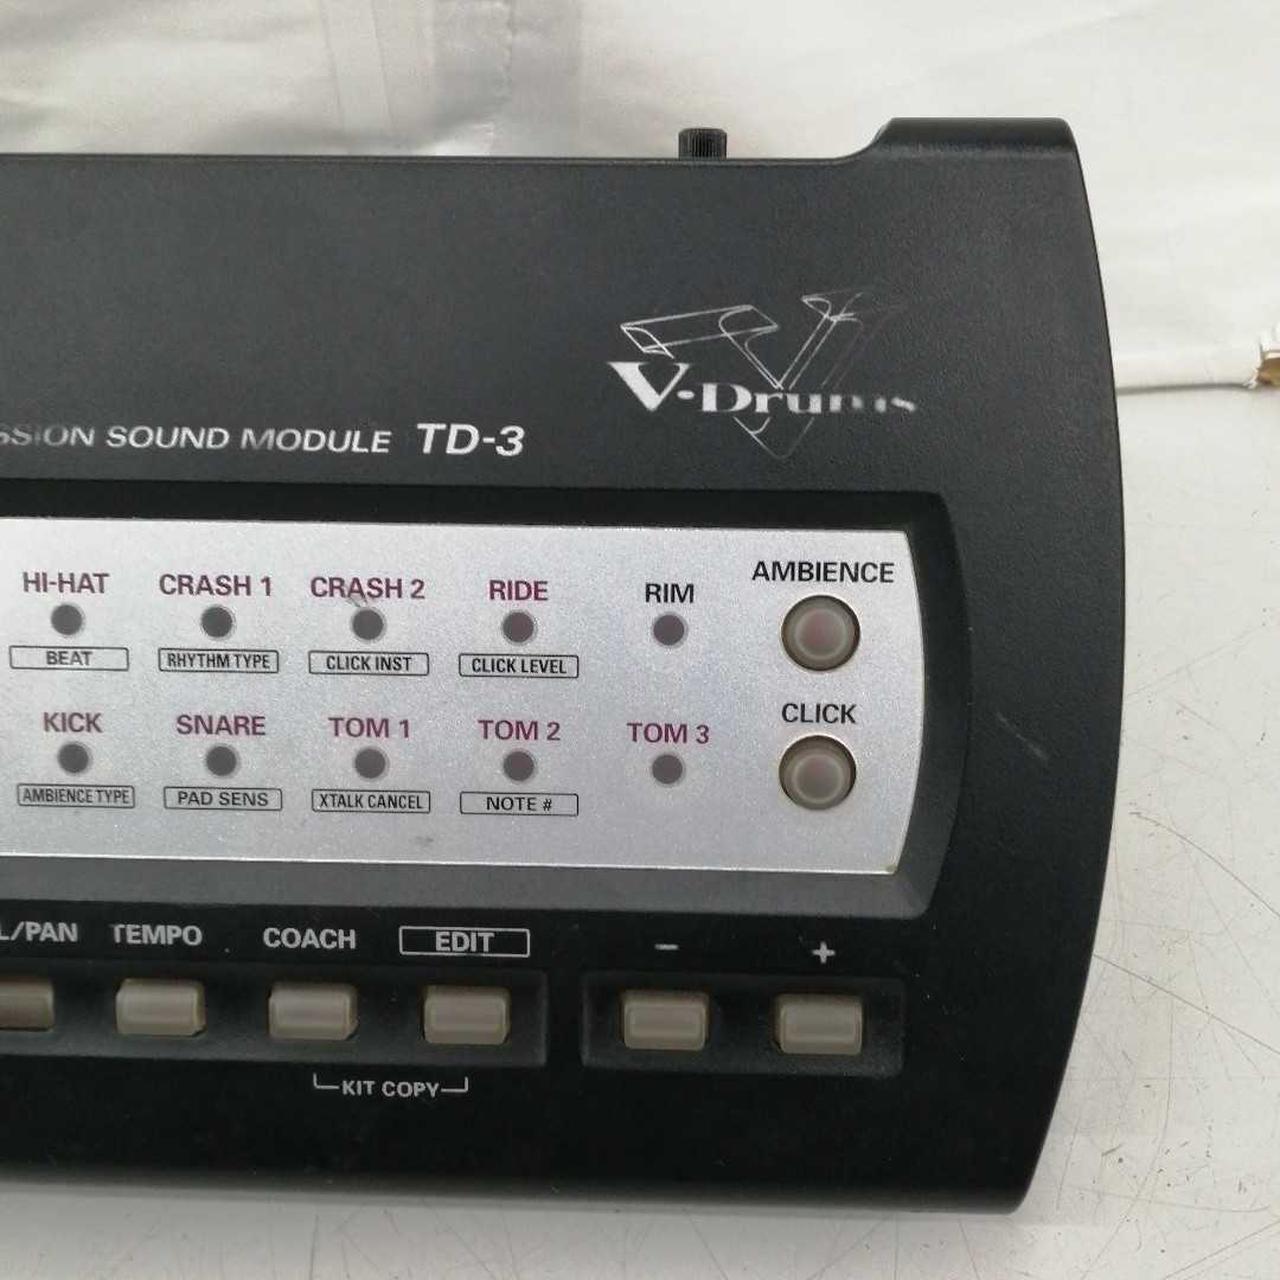 V-Drums
SOUND MODULE TD-3
HI-HAT CRASH 1 CRASH 2 RIDE RIM AMBIENCE
BEAT RHYTHM TYPE CLICK INST CLICK LEVEL
KICK SNARE TOM 1 TOM 2 TOM 3 CLICK
AMBIENCE TYPE PAD SENS XTALK CANCEL NOTE #
L/PAN TEMPO COACH EDIT - +
KIT COPY